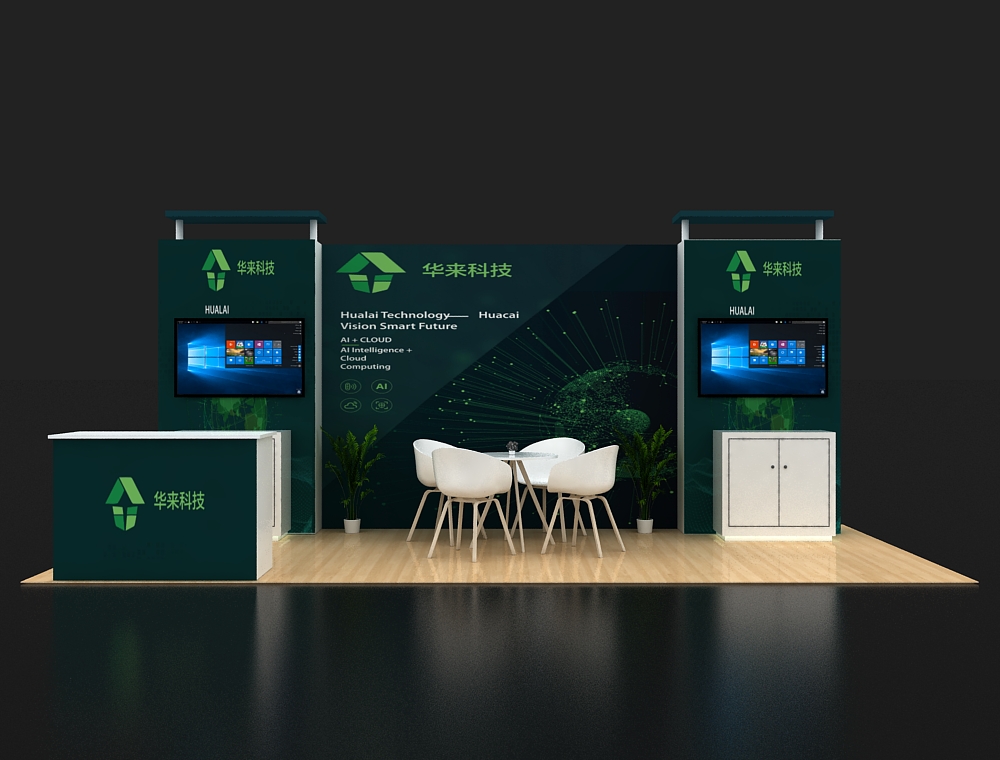 华来科技
HUALAI
华来科技
Hualai Technology—— Huacai
Vision Smart Future
AI + CLOUD
AI Intelligence +
Cloud
Computing
AI
华来科技
HUALAI
华来科技